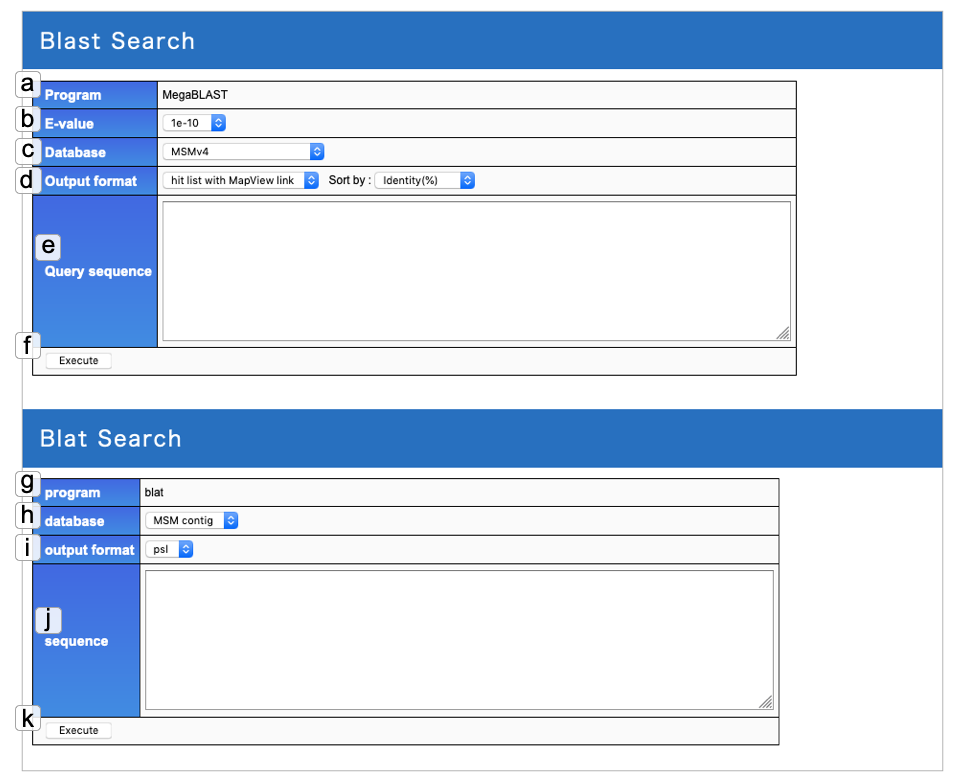 Blast Search
a
Program MegaBLAST
b
E-value 1e-10
c
Database MSMv4
d
Output format hit list with MapView link Sort by : Identity(%)
e
Query sequence
f
Execute
Blat Search
g
program blat
h
database MSM contig
i
output format psl
j
sequence
k
Execute